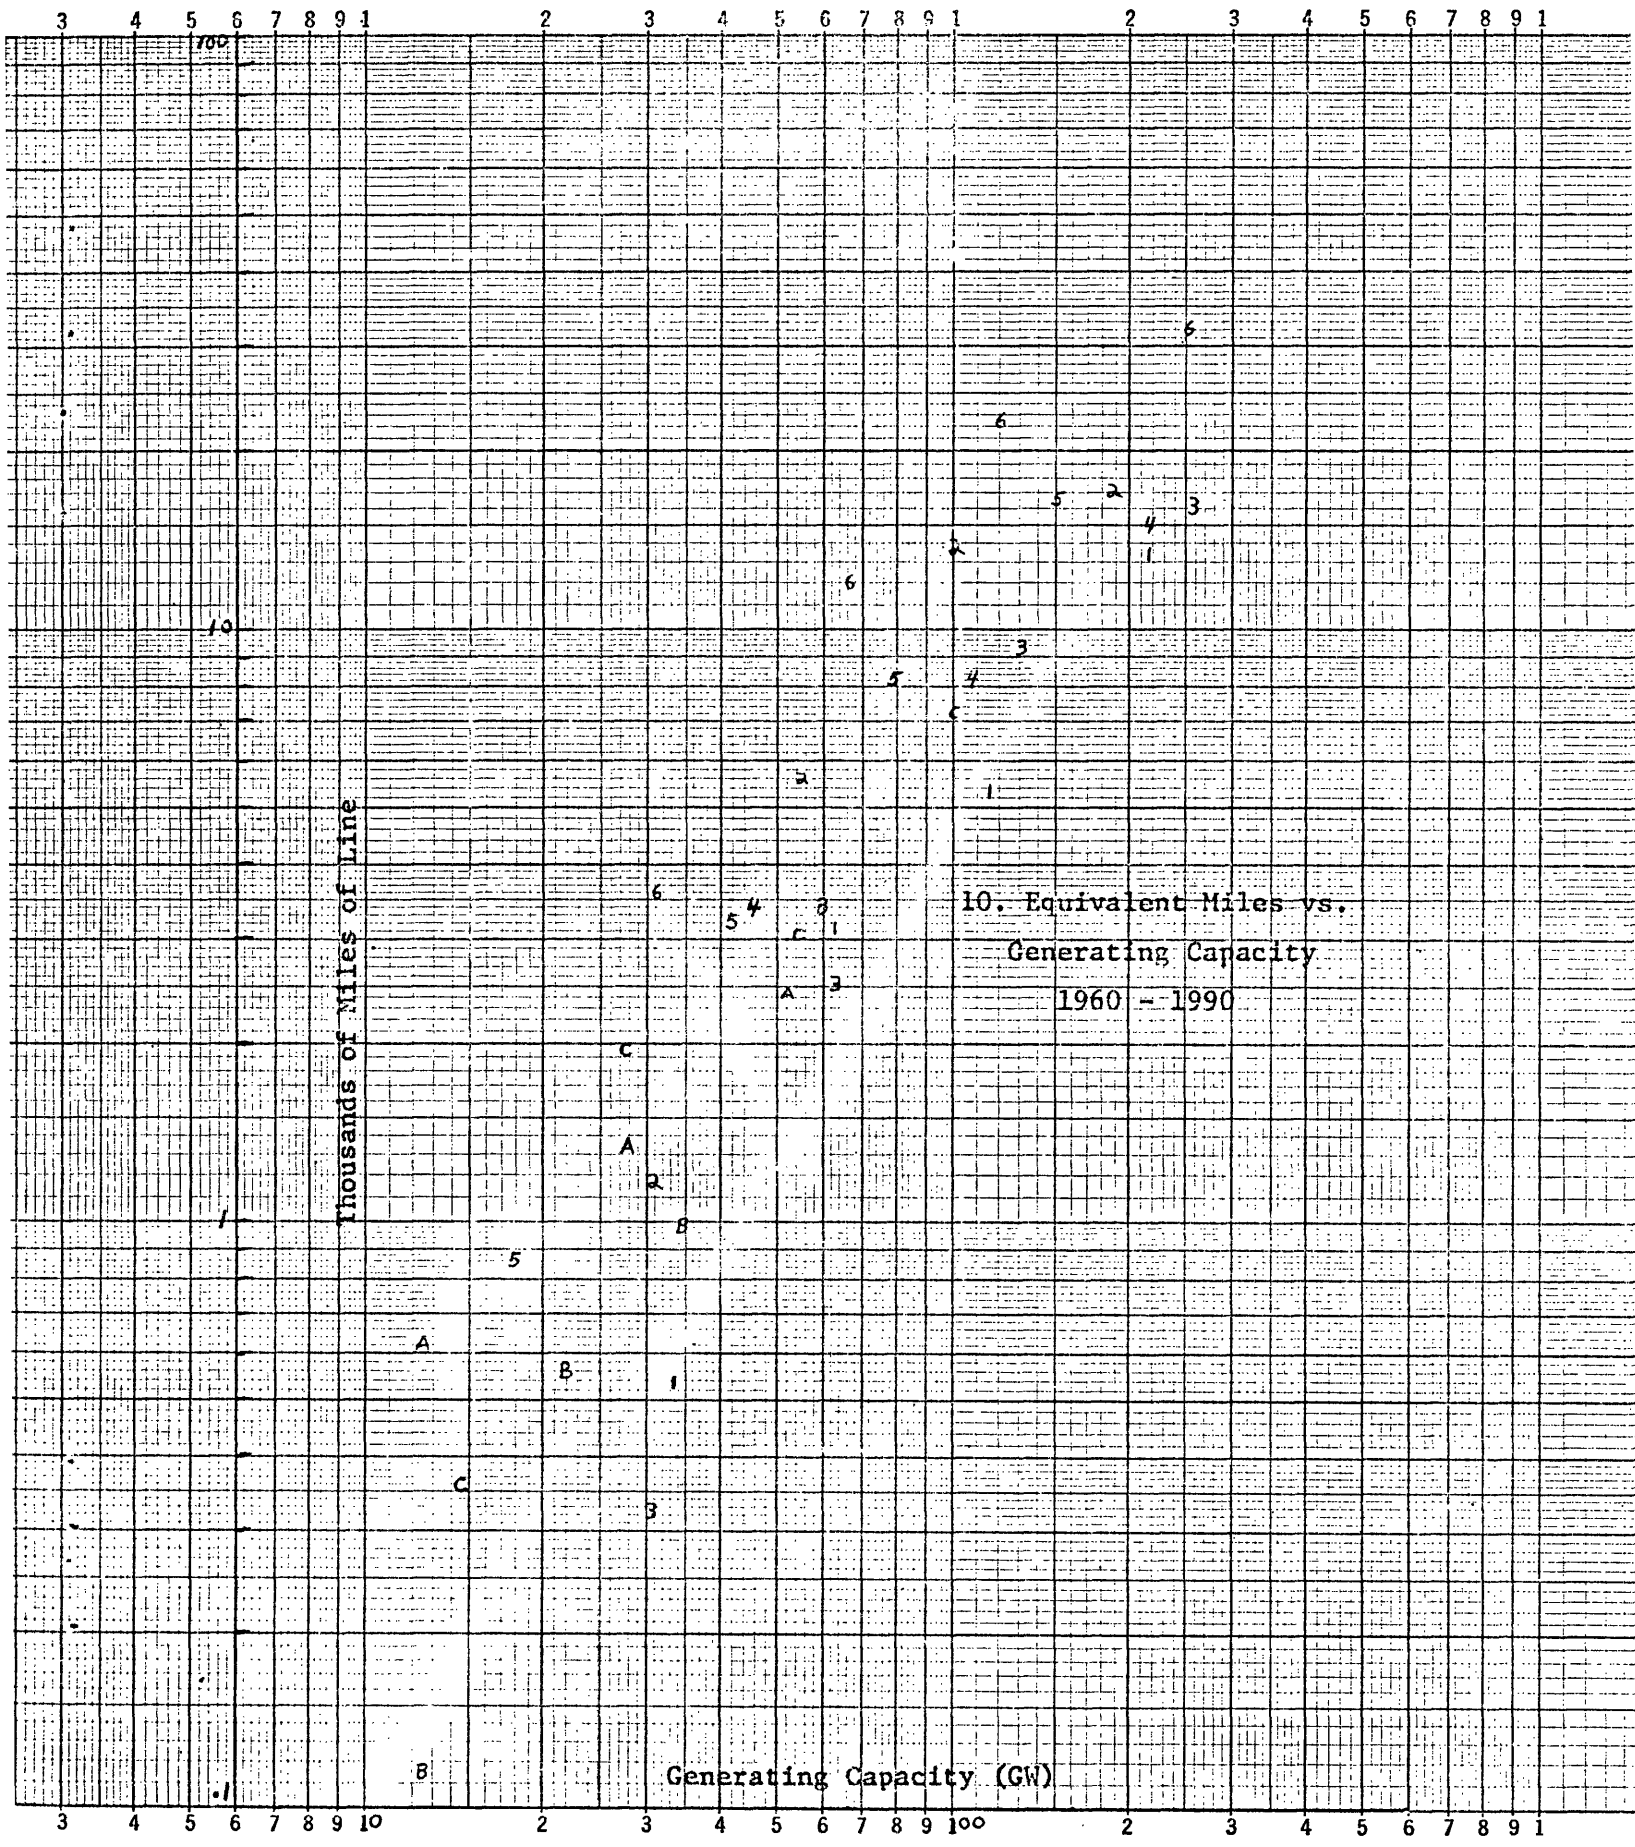 3 4 5 6 7 8 9 1 2 3 4 5 6 7 8 9 1 2 3 4 5 6 7 8 9 1
100
6
6
5 2 3
4
2 1
6
10
3
5 4
C
2
1
Thousands of Miles of Line
6
4 B
5 1
C
10. Equivalent Miles vs.
Generating Capacity
1960 - 1990
3
A
C
A
2
1 B
5
A
B 1
C
3
B
Generating Capacity (GW)
.1
3 4 5 6 7 8 9 10 2 3 4 5 6 7 8 9 100 2 3 4 5 6 7 8 9 1